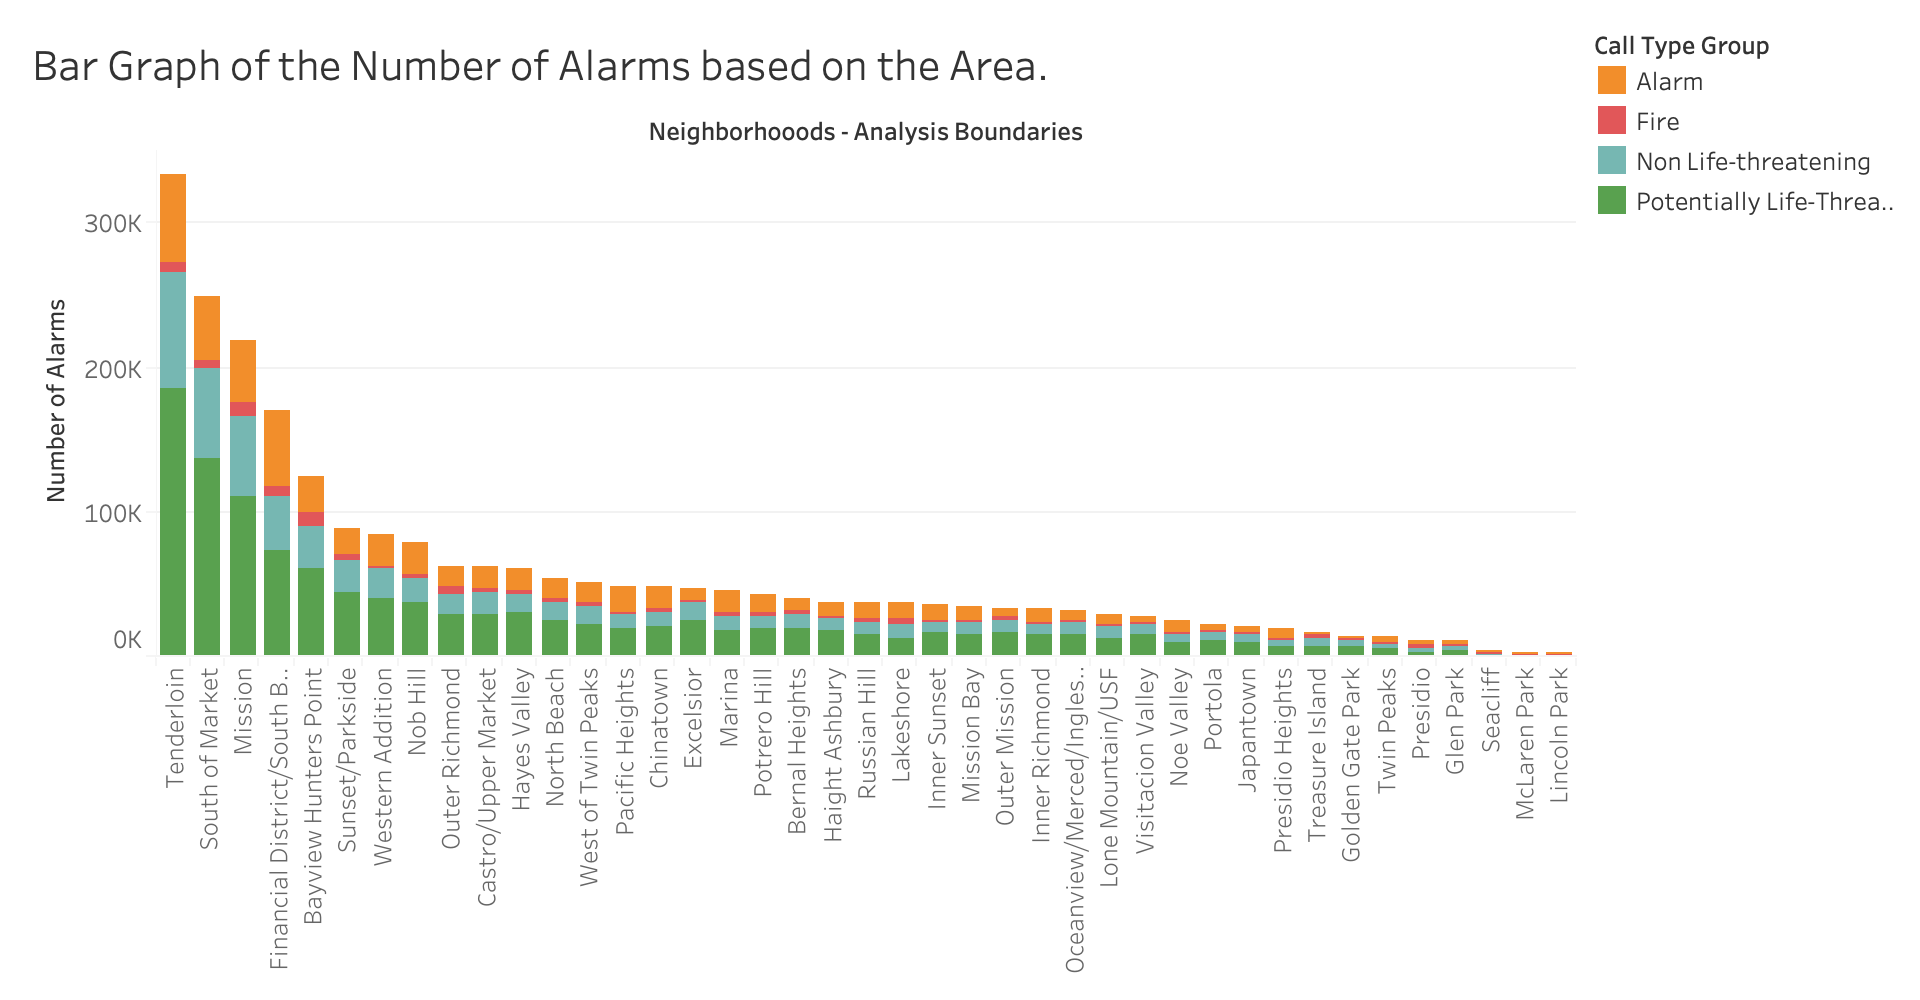 Bar Graph of the Number of Alarms based on the Area.
Call Type Group
Alarm
Fire
Non Life-threatening
Potentially Life-Threa..
Neighborhooods - Analysis Boundaries
Number of Alarms
300K
200K
100K
0K
Tenderloin
South of Market
Mission
Financial District/South B..
Bayview Hunters Point
Sunset/Parkside
Western Addition
Nob Hill
Outer Richmond
Castro/Upper Market
Hayes Valley
North Beach
West of Twin Peaks
Pacific Heights
Chinatown
Excelsior
Marina
Potrero Hill
Bernal Heights
Haight Ashbury
Russian Hill
Lakeshore
Inner Sunset
Mission Bay
Outer Mission
Inner Richmond
Oceanview/Merced/Ingles..
Lone Mountain/USF
Visitacion Valley
Noe Valley
Portola
Japantown
Presidio Heights
Treasure Island
Golden Gate Park
Twin Peaks
Presidio
Glen Park
Seacliff
McLaren Park
Lincoln Park